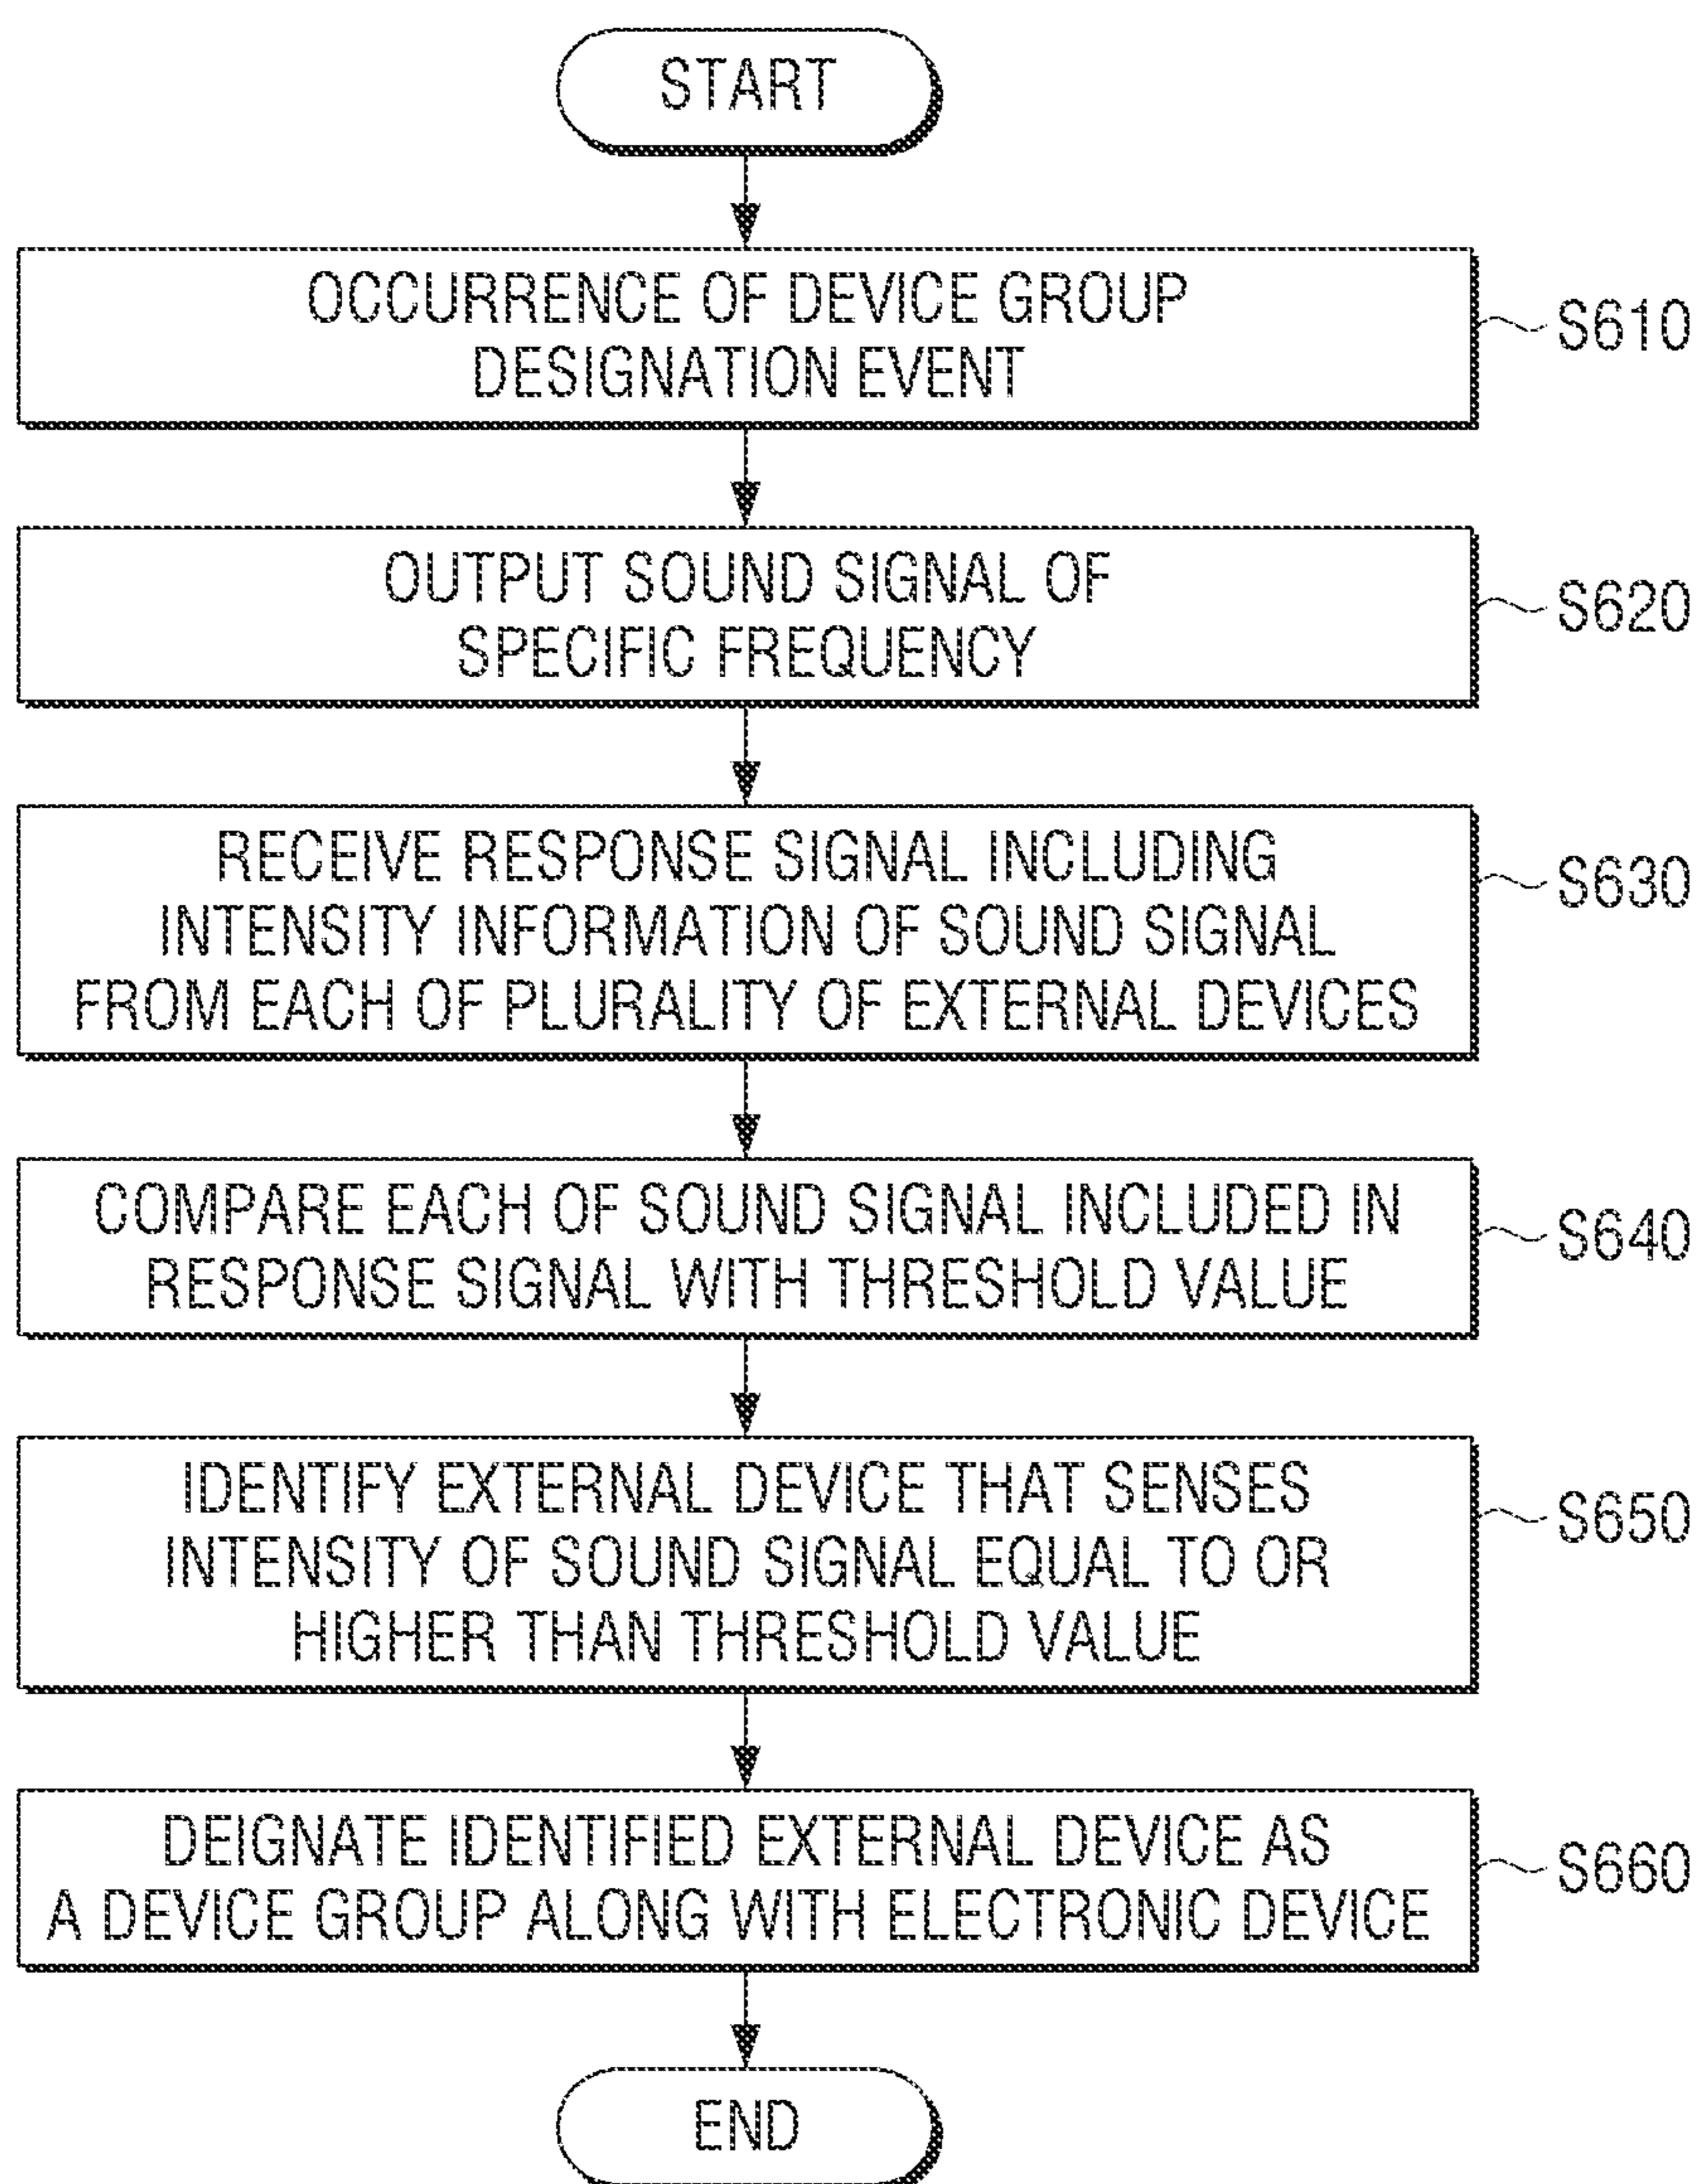 START
OCCURRENCE OF DEVICE GROUP
DESIGNATION EVENT
S610
OUTPUT SOUND SIGNAL OF
SPECIFIC FREQUENCY
S620
RECEIVE RESPONSE SIGNAL INCLUDING
INTENSITY INFORMATION OF SOUND SIGNAL
FROM EACH OF PLURALITY OF EXTERNAL DEVICES
S630
COMPARE EACH OF SOUND SIGNAL INCLUDED IN
RESPONSE SIGNAL WITH THRESHOLD VALUE
S640
IDENTIFY EXTERNAL DEVICE THAT SENSES
INTENSITY OF SOUND SIGNAL EQUAL TO OR
HIGHER THAN THRESHOLD VALUE
S650
DEIGNATE IDENTIFIED EXTERNAL DEVICE AS
A DEVICE GROUP ALONG WITH ELECTRONIC DEVICE
S660
END